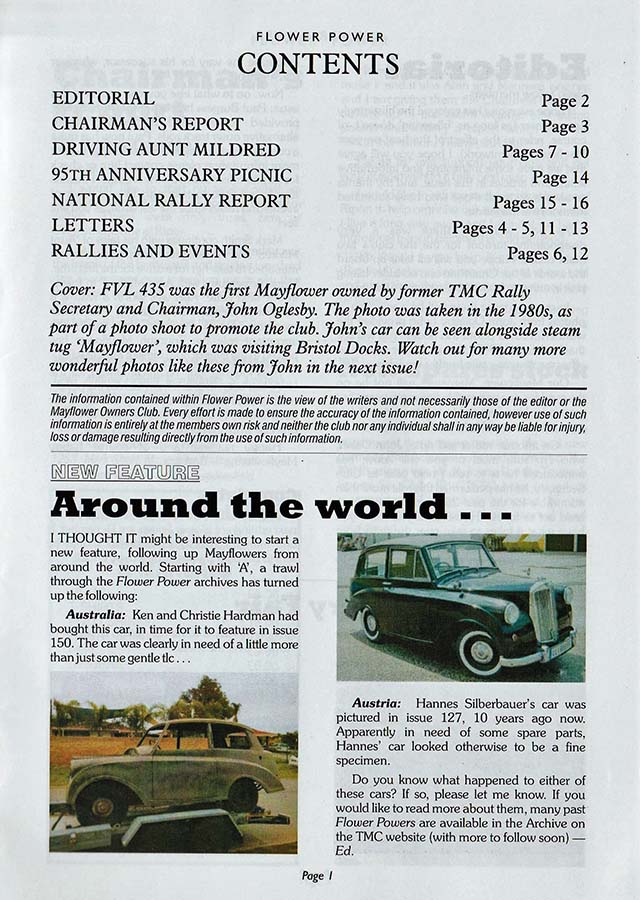 FLOWER POWER
CONTENTS
EDITORIAL Page 2
CHAIRMAN'S REPORT Page 3
DRIVING AUNT MILDRED Pages 7 - 10
95TH ANNIVERSARY PICNIC Page 14
NATIONAL RALLY REPORT Pages 15 - 16
LETTERS Pages 4 - 5, 11 - 13
RALLIES AND EVENTS Pages 6, 12
Cover: FVL 435 was the first Mayflower owned by former TMC Rally
Secretary and Chairman, John Oglesby. The photo was taken in the 1980s, as
part of a photo shoot to promote the club. John's car can be seen alongside steam
tug 'Mayflower', which was visiting Bristol Docks. Watch out for many more
wonderful photos like these from John in the next issue!
The information contained within Flower Power is the view of the writers and not necessarily those of the editor or the
Mayflower Owners Club. Every effort is made to ensure the accuracy of the information contained, however use of such
information is entirely at the members own risk and neither the club nor any individual shall in any way be liable for injury,
loss or damage resulting directly from the use of such information.
NEW FEATURE
Around the world . . .
I THOUGHT IT might be interesting to start a
new feature, following up Mayflowers from
around the world. Starting with 'A', a trawl
through the Flower Power archives has turned
up the following:
Australia: Ken and Christie Hardman had
bought this car, in time for it to feature in issue
150. The car was clearly in need of a little more
than just some gentle tlc . . .
Austria: Hannes Silberbauer's car was
pictured in issue 127, 10 years ago now.
Apparently in need of some spare parts,
Hannes' car looked otherwise to be a fine
specimen.
Do you know what happened to either of
these cars? If so, please let me know. If you
would like to read more about them, many past
Flower Powers are available in the Archive on
the TMC website (with more to follow soon) —
Ed.
Page 1